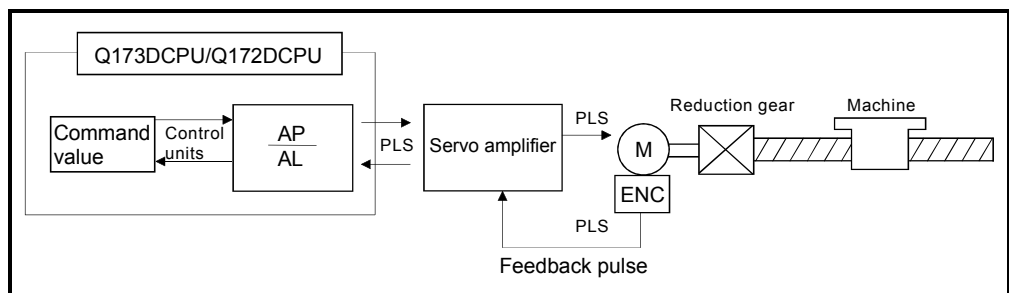 Q173DCPU/Q172DCPU
Command
value
Control
units
AP
AL
PLS
Servo amplifier
PLS
M
ENC
Reduction gear
Machine
PLS
Feedback pulse